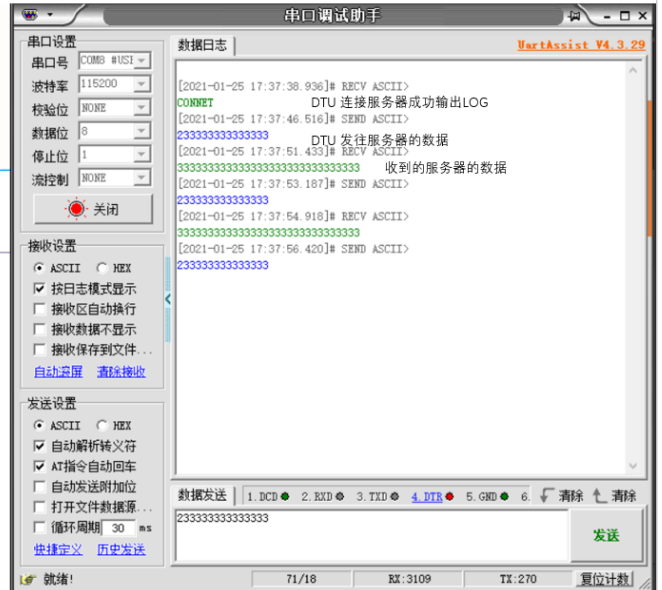 串口调试助手
串口设置
串口号 COM8 #USI
波特率 115200
校验位 NONE
数据位 8
停止位 1
流控制 NONE
关闭
接收设置
ASCII HEX
按日志模式显示
接收区自动换行
接收数据不显示
接收保存到文件...
自动滚屏 清除接收
发送设置
ASCII HEX
自动解析转义符
AT指令自动回车
自动发送附加位
打开文件数据源...
循环周期 30 ms
快捷定义 历史发送
数据日志 UartAssist V4.3.29
[2021-01-25 17:37:38.936]# RECV ASCII>
CONNET DTU 连接服务器成功输出LOG
[2021-01-25 17:37:46.516]# SEND ASCII>
233333333333333 DTU 发往服务器的数据
[2021-01-25 17:37:51.433]# RECV ASCII>
收到的服务器的数据
[2021-01-25 17:37:53.187]# SEND ASCII>
233333333333333
[2021-01-25 17:37:54.918]# RECV ASCII>
[2021-01-25 17:37:56.420]# SEND ASCII>
233333333333333
数据发送 1.DCD 2.RXD 3.TXD 4.DTR 5.GND 6. 清除 清除
233333333333333
发送
就绪! 71/18 RX:3109 TX:270 复位计数